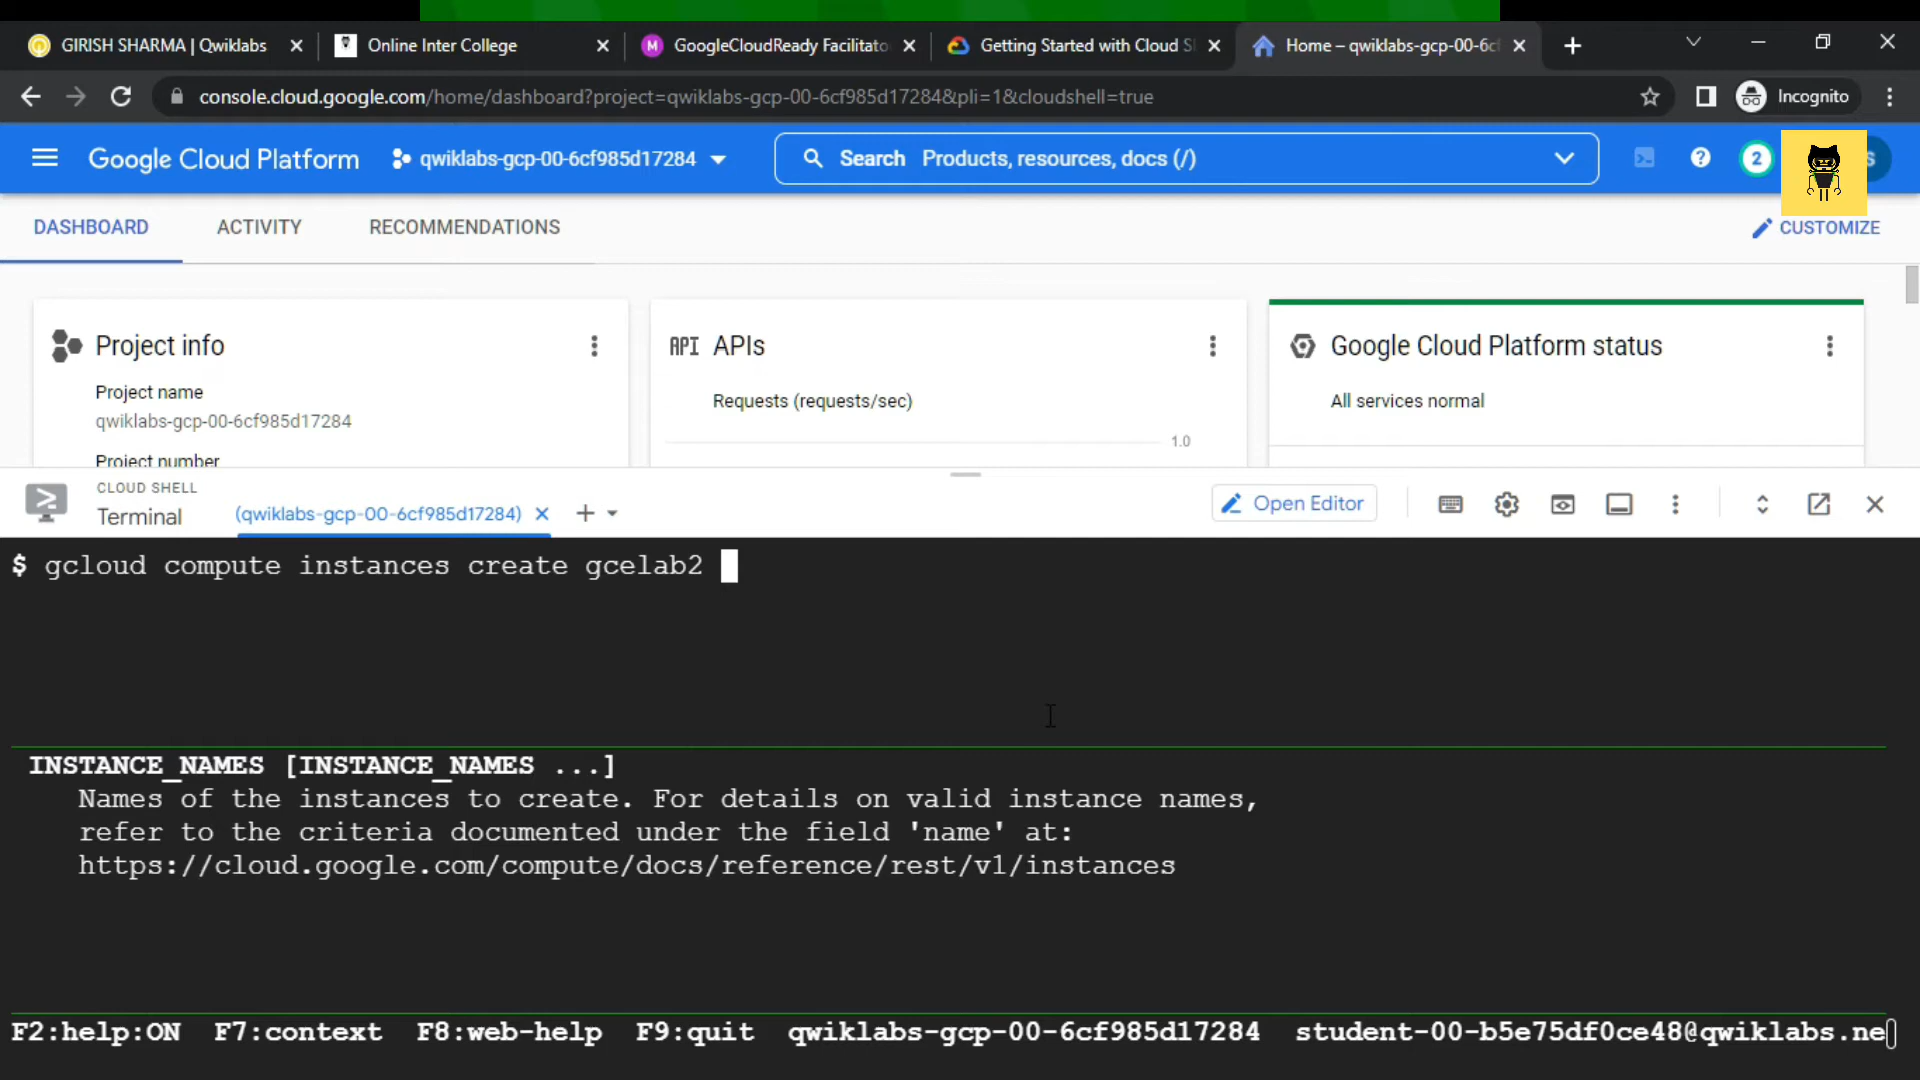 GIRISH SHARMA | Qwiklabs
Online Inter College
M
GoogleCloudReady Facilitato
Getting Started with Cloud S
Home – qwiklabs-gcp-00-6c
console.cloud.google.com/home/dashboard?project=qwiklabs-gcp-00-6cf985d17284&pli=1&cloudshell=true
Incognito
Google Cloud Platform
qwiklabs-gcp-00-6cf985d17284
Search Products, resources, docs (/)
?
2
S
DASHBOARD
ACTIVITY
RECOMMENDATIONS
CUSTOMIZE
Project info
Project name
qwiklabs-gcp-00-6cf985d17284
Project number
API APIs
Requests (requests/sec)
1.0
Google Cloud Platform status
All services normal
CLOUD SHELL
Terminal
(qwiklabs-gcp-00-6cf985d17284)
Open Editor
$ gcloud compute instances create gcelab2
INSTANCE_NAMES [INSTANCE_NAMES ...]
Names of the instances to create. For details on valid instance names,
refer to the criteria documented under the field 'name' at:
https://cloud.google.com/compute/docs/reference/rest/v1/instances
F2:help:ON F7:context F8:web-help F9:quit qwiklabs-gcp-00-6cf985d17284 student-00-b5e75df0ce48@qwiklabs.ne